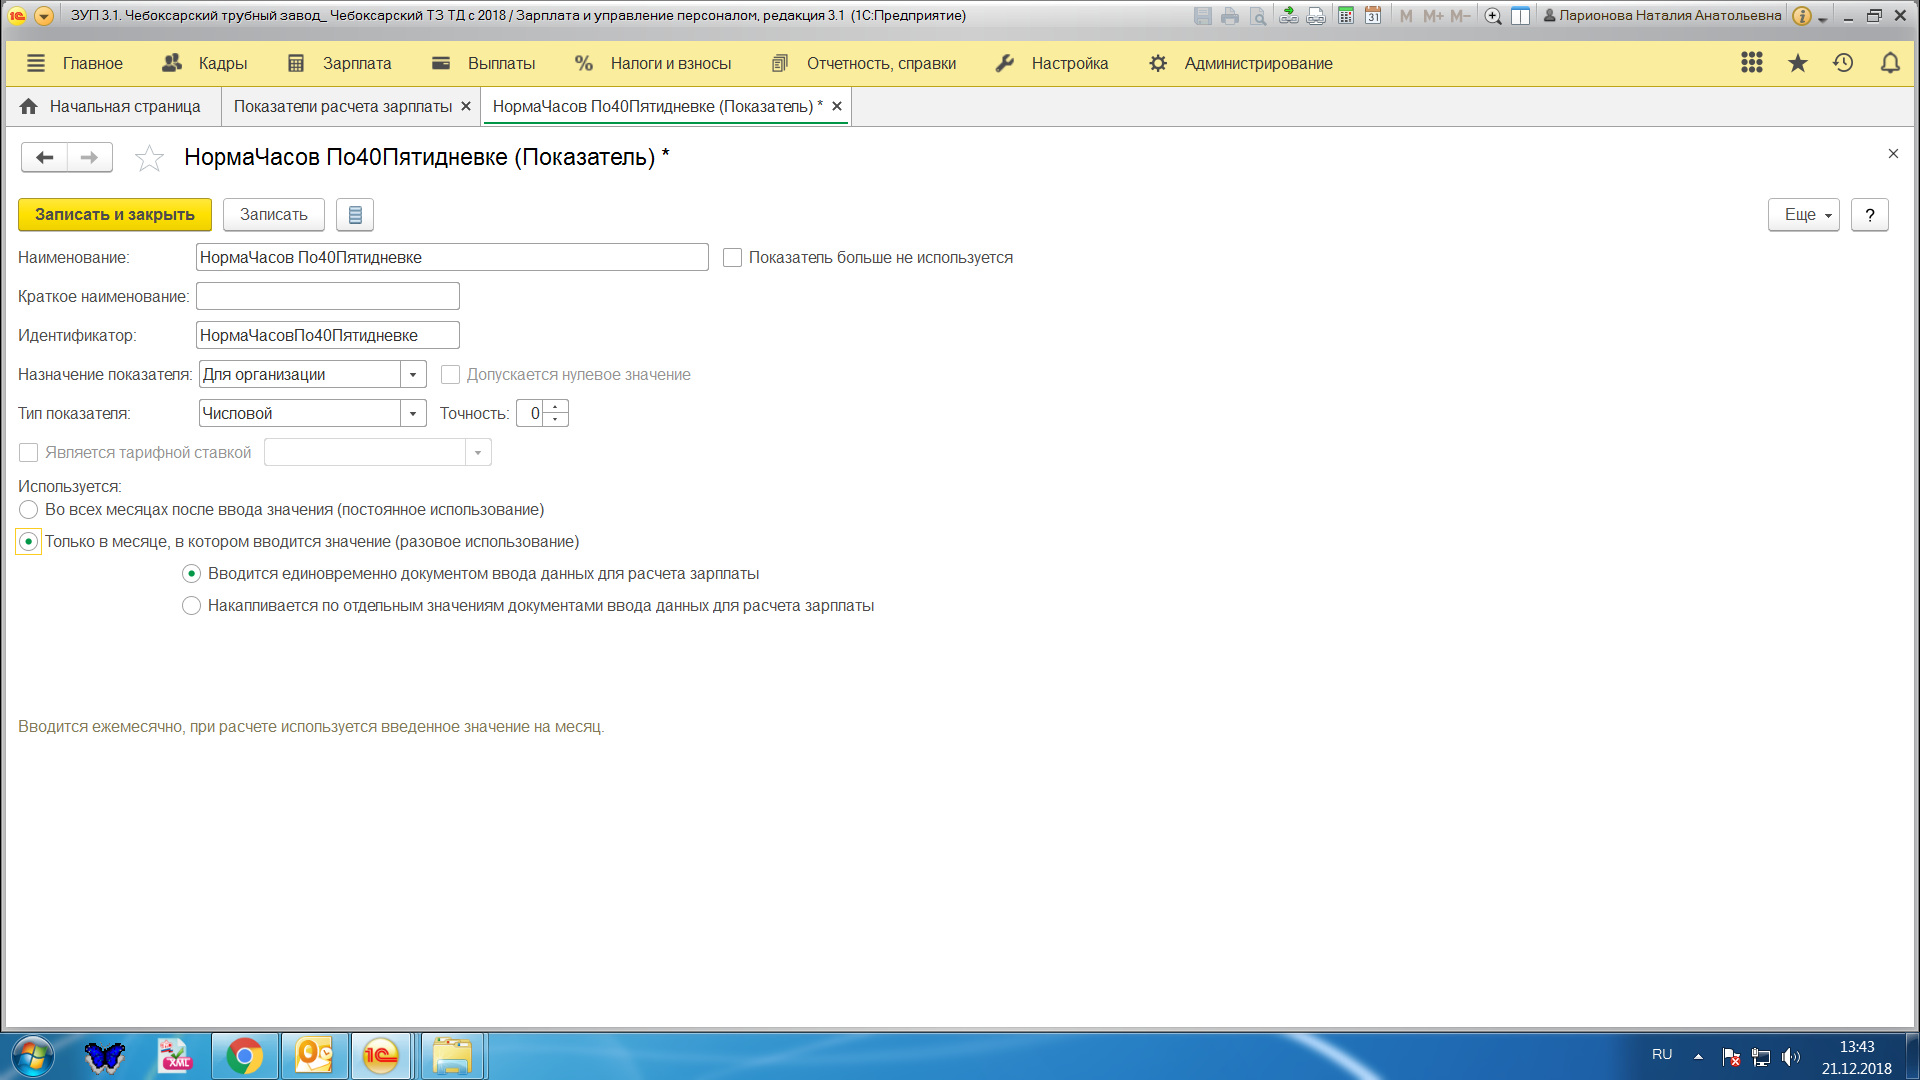 ЗУП 3.1. Чебоксарский трубный завод_ Чебоксарский ТЗ ТД с 2018 / Зарплата и управление персоналом, редакция 3.1 (1С:Предприятие)
31 M M+ M− Ларионова Наталия Анатольевна
Главное Кадры Зарплата Выплаты % Налоги и взносы Отчетность, справки Настройка Администрирование
Начальная страница Показатели расчета зарплаты × НормаЧасов По40Пятидневке (Показатель) * ×
НормаЧасов По40Пятидневке (Показатель) *
Записать и закрыть Записать Еще ?
Наименование: НормаЧасов По40Пятидневке Показатель больше не используется
Краткое наименование:
Идентификатор: НормаЧасовПо40Пятидневке
Назначение показателя: Для организации Допускается нулевое значение
Тип показателя: Числовой Точность: 0
Является тарифной ставкой
Используется:
Во всех месяцах после ввода значения (постоянное использование)
Только в месяце, в котором вводится значение (разовое использование)
Вводится единовременно документом ввода данных для расчета зарплаты
Накапливается по отдельным значениям документами ввода данных для расчета зарплаты
Вводится ежемесячно, при расчете используется введенное значение на месяц.
XML 1С RU 13:43
21.12.2018